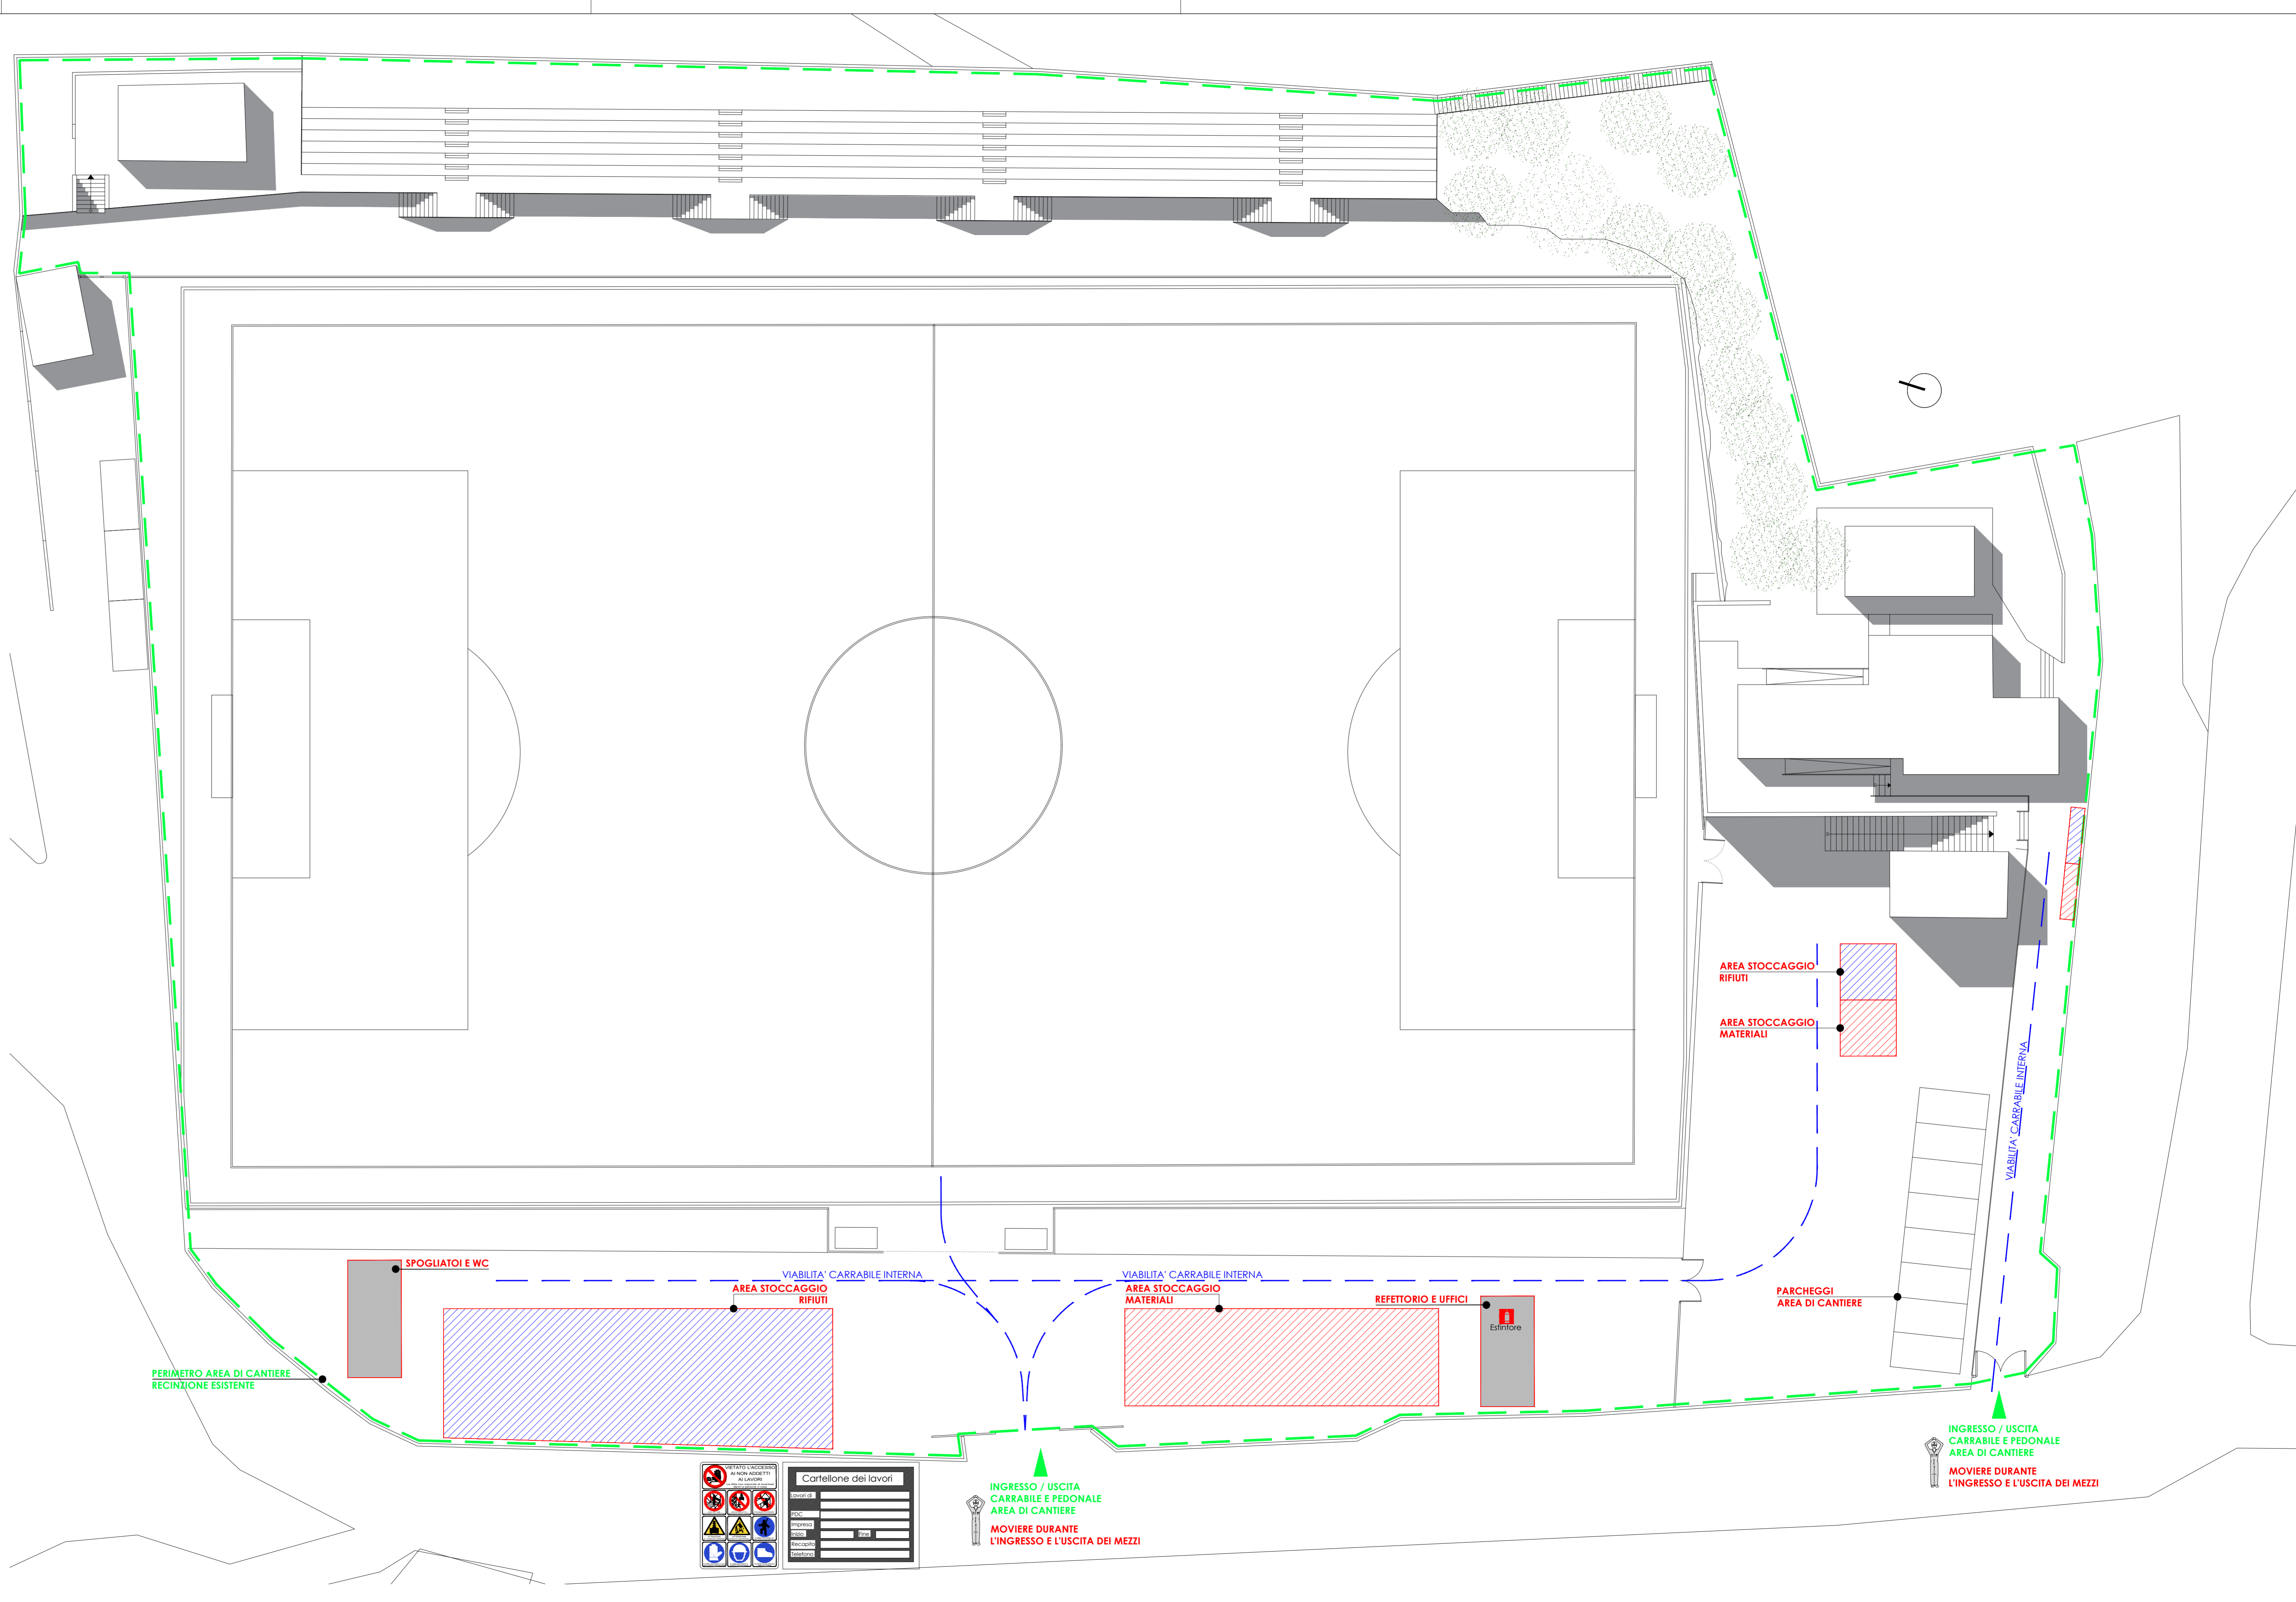 AREA STOCCAGGIO
RIFIUTI
AREA STOCCAGGIO
MATERIALI
VIABILITA' CARRABILE INTERNA
SPOGLIATOI E WC
VIABILITA' CARRABILE INTERNA
VIABILITA' CARRABILE INTERNA
AREA STOCCAGGIO
RIFIUTI
AREA STOCCAGGIO
MATERIALI
REFETTORIO E UFFICI
Estintore
PARCHEGGI
AREA DI CANTIERE
PERIMETRO AREA DI CANTIERE
RECINZIONE ESISTENTE
INGRESSO / USCITA
CARRABILE E PEDONALE
AREA DI CANTIERE
MOVIERE DURANTE
L'INGRESSO E L'USCITA DEI MEZZI
VIETATO L'ACCESSO
AI NON ADDETTI
AI LAVORI
Cartellone dei lavori
Lavori di
PDC
Impresa
Inizio
Fine
Recapito
Telefono
INGRESSO / USCITA
CARRABILE E PEDONALE
AREA DI CANTIERE
MOVIERE DURANTE
L'INGRESSO E L'USCITA DEI MEZZI